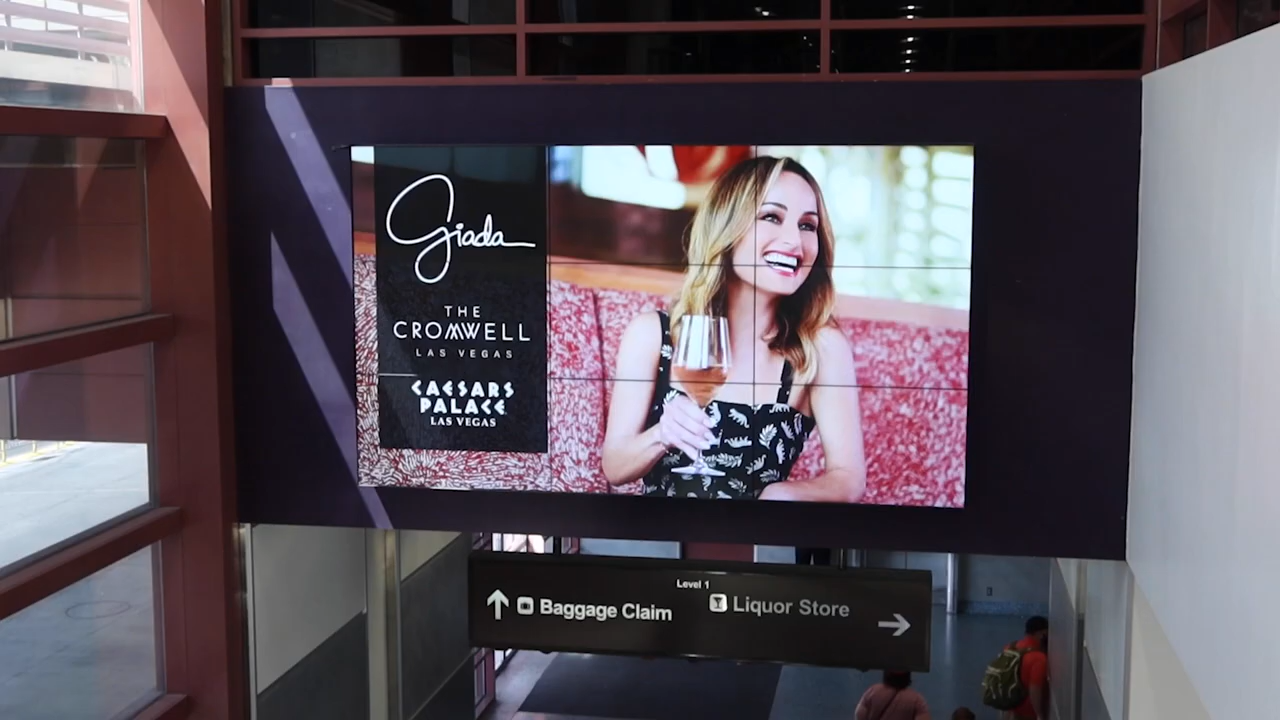 Giada
THE
CROMWELL
LAS VEGAS
CAESARS
PALACE
LAS VEGAS
Level 1
Baggage Claim
Liquor Store